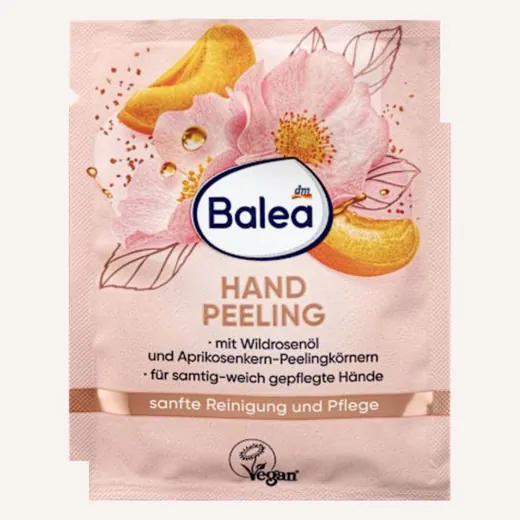 dm
Balea
HAND
PEELING
· mit Wildrosenöl
und Aprikosenkern-Peelingkörnern
· für samtig-weich gepflegte Hände
sanfte Reinigung und Pflege
Vegan